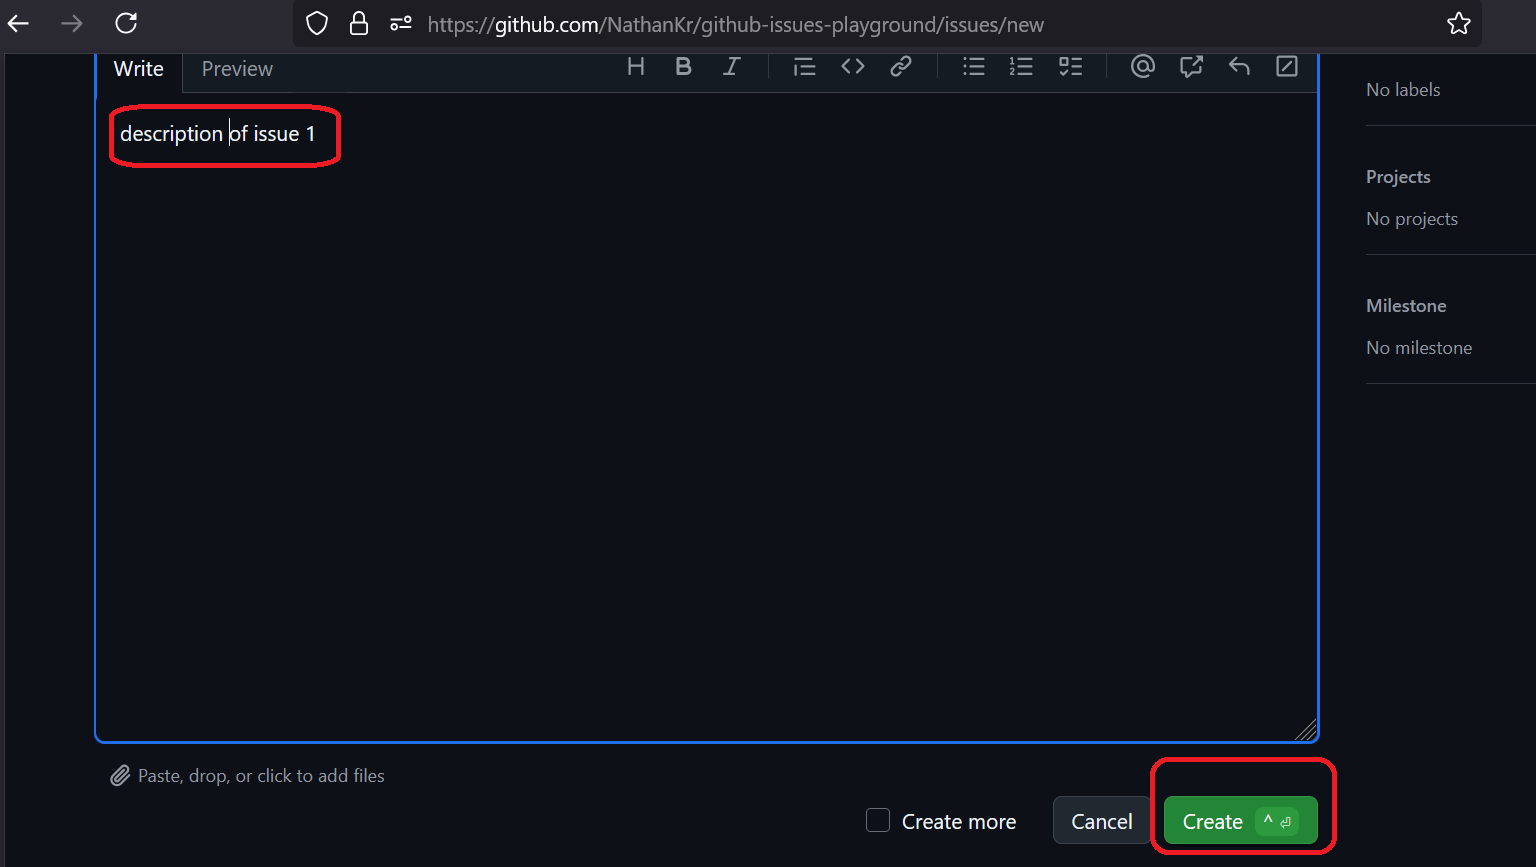 https://github.com/NathanKr/github-issues-playground/issues/new
Write Preview
No labels
description of issue 1
Projects
No projects
Milestone
No milestone
Paste, drop, or click to add files
Create more Cancel Create ^ ⏎